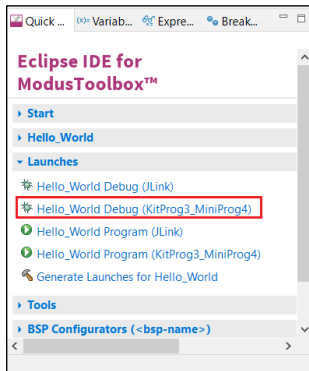 Quick ... (x)= Variab... Expre... Break...
Eclipse IDE for
ModusToolbox™
Start
Hello_World
Launches
Hello_World Debug (JLink)
Hello_World Debug (KitProg3_MiniProg4)
Hello_World Program (JLink)
Hello_World Program (KitProg3_MiniProg4)
Generate Launches for Hello_World
Tools
BSP Configurators (<bsp-name>)